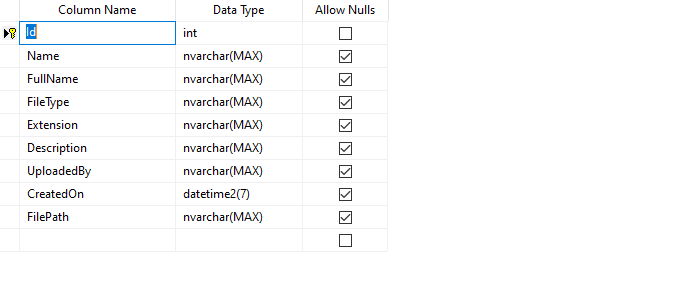 Column Name Data Type Allow Nulls
Id int
Name nvarchar(MAX)
FullName nvarchar(MAX)
FileType nvarchar(MAX)
Extension nvarchar(MAX)
Description nvarchar(MAX)
UploadedBy nvarchar(MAX)
CreatedOn datetime2(7)
FilePath nvarchar(MAX)